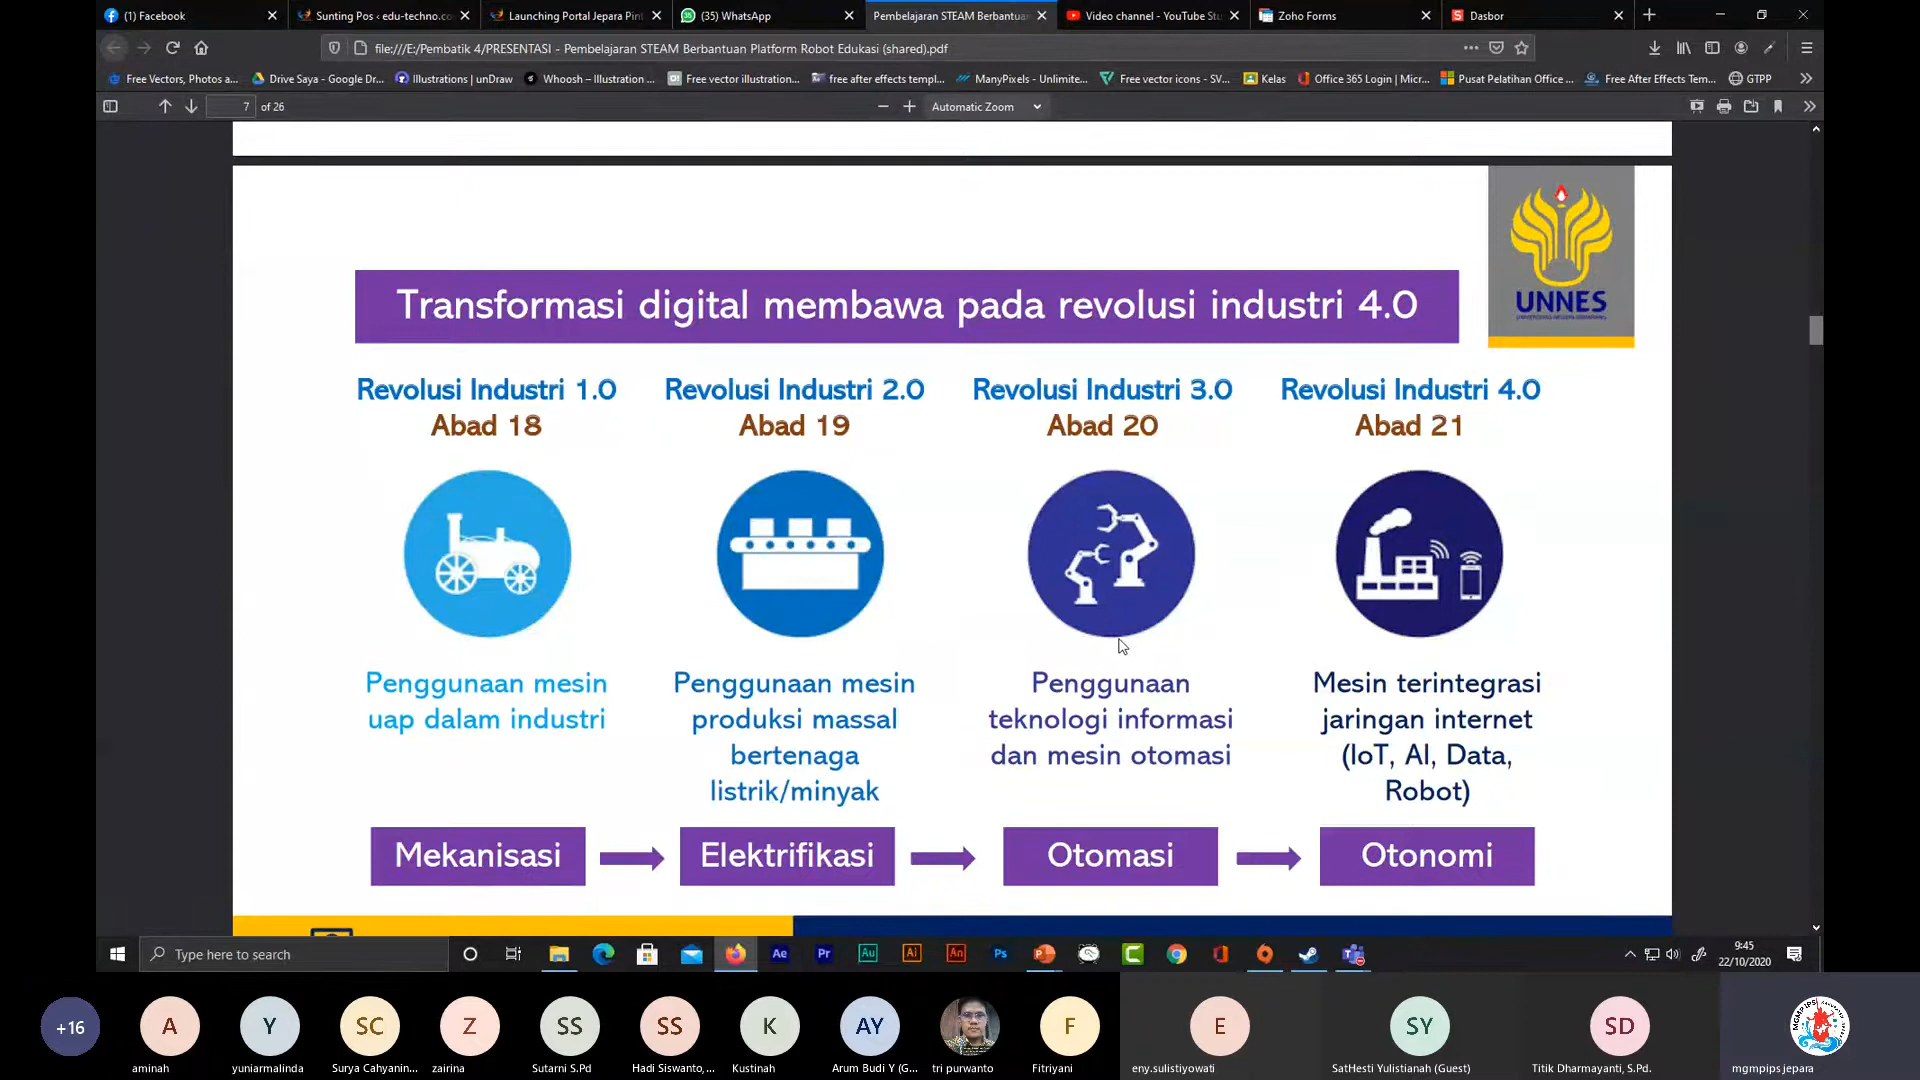 (1) Facebook
Sunting Pos ‹ edu-techno.co
Launching Portal Jepara Pin
(35) WhatsApp
Pembelajaran STEAM Berbantuan
Video channel - YouTube Stu
Zoho Forms
Dasbor
file:///E:/Pembatik 4/PRESENTASI - Pembelajaran STEAM Berbantuan Platform Robot Edukasi (shared).pdf
Free Vectors, Photos a...
Drive Saya - Google Dr...
Illustrations | unDraw
Whoosh – Illustration ...
Free vector illustration...
free after effects templ...
ManyPixels - Unlimite...
Free vector icons - SV...
Kelas
Office 365 Login | Micr...
Pusat Pelatihan Office ...
Free After Effects Tem...
GTPP
7 of 26
Automatic Zoom
UNNES
Transformasi digital membawa pada revolusi industri 4.0
Revolusi Industri 1.0
Abad 18
Revolusi Industri 2.0
Abad 19
Revolusi Industri 3.0
Abad 20
Revolusi Industri 4.0
Abad 21
Penggunaan mesin
uap dalam industri
Penggunaan mesin
produksi massal
bertenaga
listrik/minyak
Penggunaan
teknologi informasi
dan mesin otomasi
Mesin terintegrasi
jaringan internet
(IoT, AI, Data,
Robot)
Mekanisasi
Elektrifikasi
Otomasi
Otonomi
Type here to search
Ae
Pr
Au
Ai
An
Ps
9:45
22/10/2020
+16
A
Y
SC
Z
SS
SS
K
AY
F
E
SY
SD
aminah
yuniarmalinda
Surya Cahyanin...
zairina
Sutarni S.Pd
Hadi Siswanto,...
Kustinah
Arum Budi Y (G...
tri purwanto
Fitriyani
eny.sulistiyowati
SatHesti Yulistianah (Guest)
Titik Dharmayanti, S.Pd.
mgmpips jepara